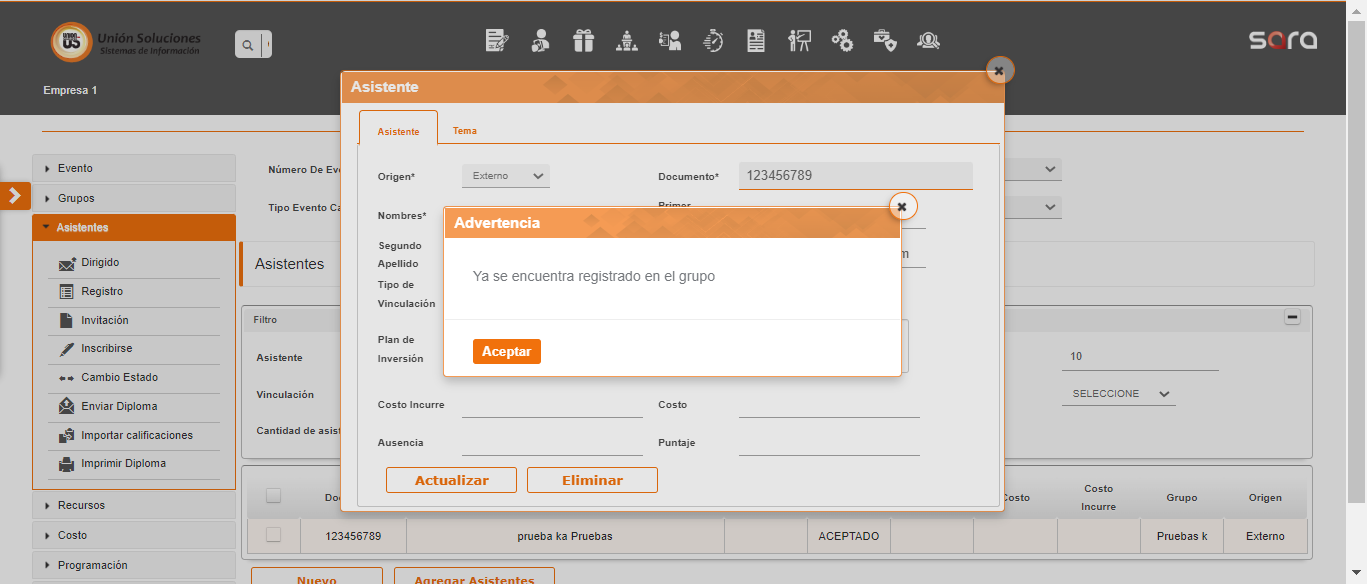 UNION
US
Unión Soluciones
Sistemas de Información
sara
Empresa 1
Asistente
Asistente
Tema
Evento
Grupos
Asistentes
Dirigido
Registro
Invitación
Inscribirse
Cambio Estado
Enviar Diploma
Importar calificaciones
Imprimir Diploma
Recursos
Costo
Programación
Número De Eve
Tipo Evento Ca
Asistentes
Filtro
Asistente
10
Vinculación
SELECCIONE
Cantidad de asist
Origen*
Externo
Documento*
123456789
Nombres*
Primer
Segundo
Apellido
m
Tipo de
Vinculación
Plan de
Inversión
Advertencia
Ya se encuentra registrado en el grupo
Aceptar
Costo Incurre
Costo
Ausencia
Puntaje
Actualizar
Eliminar
Do
Costo
Costo
Incurre
Grupo
Origen
123456789
prueba ka Pruebas
ACEPTADO
Pruebas k
Externo
Nuevo
Agregar Asistentes